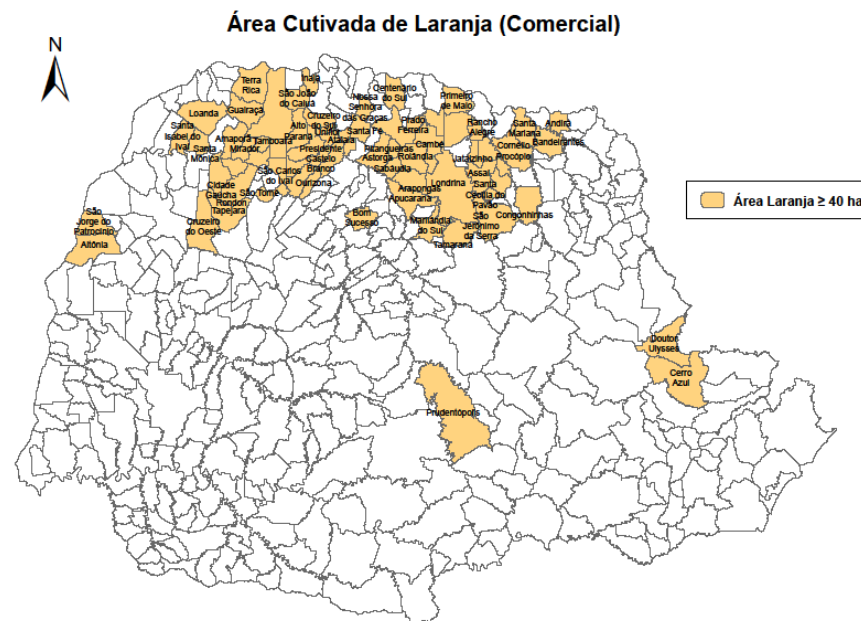 Área Cutivada de Laranja (Comercial)
N
Terra
Rica
Inajá
São João
do Caiuá
Centenário
do Sul
Nossa
Senhora
das Graças
Primeiro
de Maio
Loanda
Guairaçá
Cruzeiro
do Sul
Santa
Isabel do
Ivaí
Alto
Paraná
Uniflor
Santa Fé
Prado
Ferreira
Rancho
Alegre
Santa
Mariana
Andirá
Bandeirantes
Amaporã
Mirador
Tamboara
Atalaia
Cambé
Cornélio
Procópio
Santa
Mônica
Presidente
Castelo
Branco
Pitangueiras
Astorga
Rolândia
Jataizinho
Sabáudia
Assaí
São Carlos
do Ivaí
Ourizona
Londrina
Santa
Cecília do
Pavão
Cidade
Gaúcha
São Tomé
Arapongas
Apucarana
Rondon
Tapejara
Congonhinhas
São
Jorge do
Patrocínio
Altônia
Cruzeiro
do Oeste
Bom
Sucesso
Marilândia
do Sul
São
Jerônimo
da Serra
Tamarana
Área Laranja ≥ 40 ha
Doutor
Ulysses
Cerro
Azul
Prudentópolis